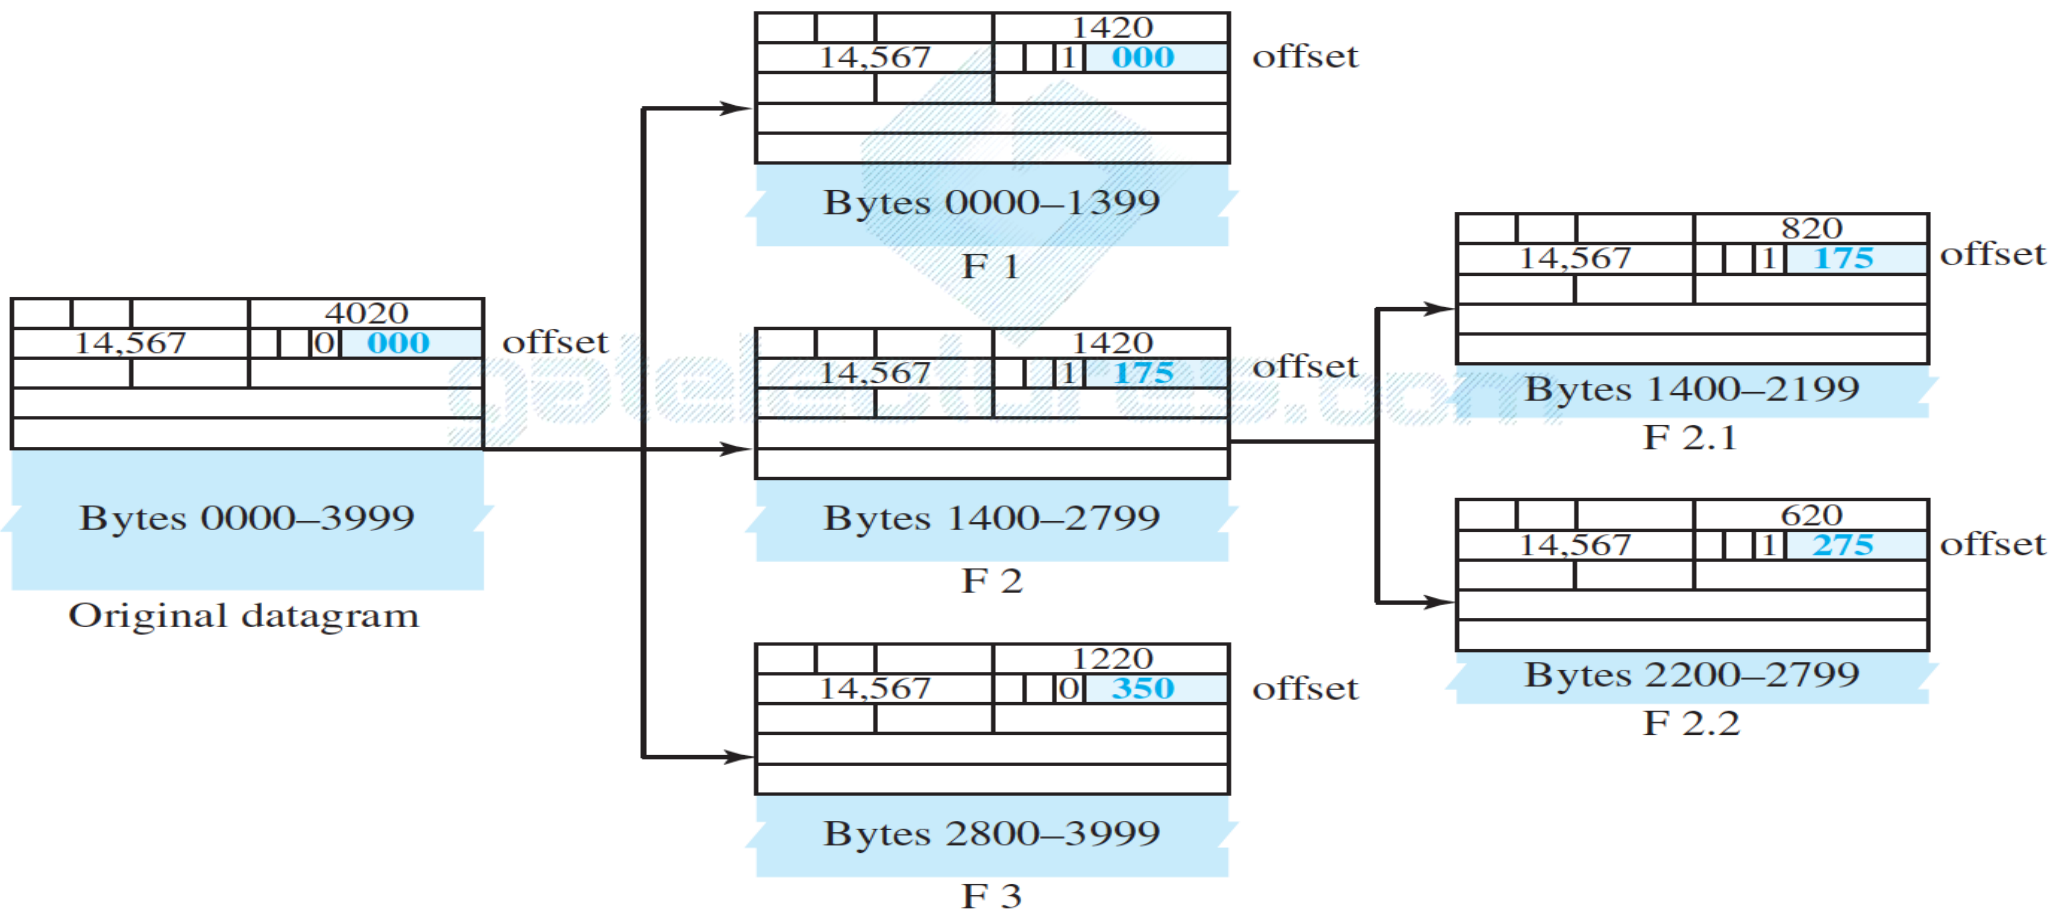 4020
14,567 0 000 offset
Bytes 0000–3999
Original datagram
1420
14,567 1 000 offset
Bytes 0000–1399
F 1
1420
14,567 1 175 offset
Bytes 1400–2799
F 2
1220
14,567 0 350 offset
Bytes 2800–3999
F 3
820
14,567 1 175 offset
Bytes 1400–2199
F 2.1
620
14,567 1 275 offset
Bytes 2200–2799
F 2.2
gatelectures.com